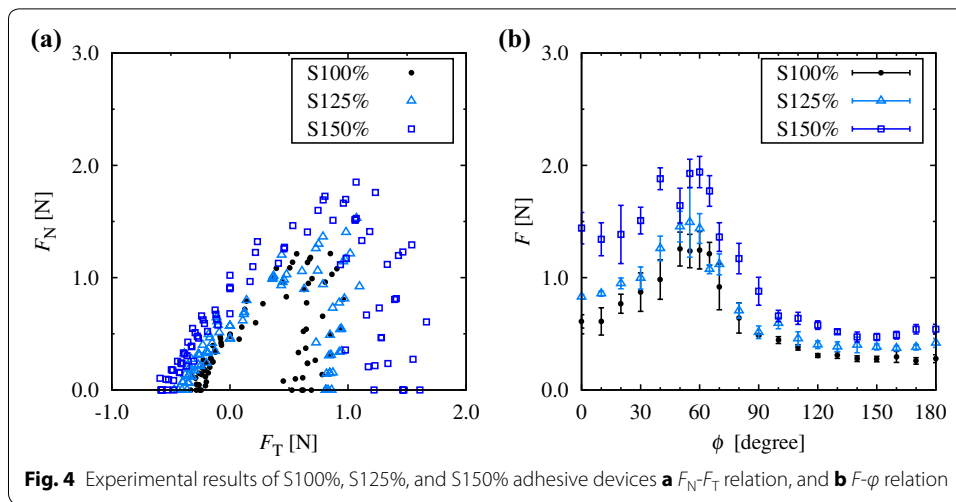 (a)
3.0
2.0
1.0
0.0
-1.0 0.0 1.0 2.0
F_N [N]
F_T [N]
S100%
S125%
S150%
(b)
3.0
2.0
1.0
0.0
0 30 60 90 120 150 180
F [N]
ϕ [degree]
S100%
S125%
S150%
Fig. 4 Experimental results of S100%, S125%, and S150% adhesive devices a F_N-F_T relation, and b F-φ relation